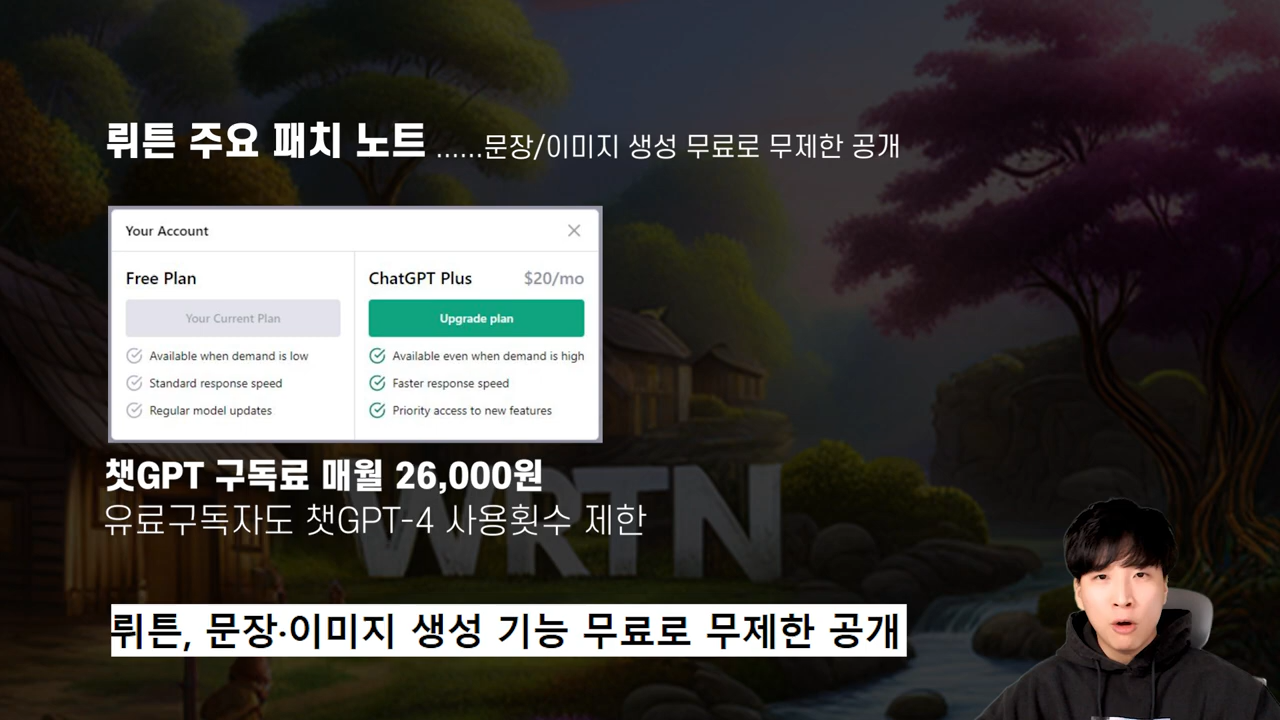 뤼튼 주요 패치 노트 ......문장/이미지 생성 무료로 무제한 공개
Your Account
Free Plan
Your Current Plan
Available when demand is low
Standard response speed
Regular model updates
ChatGPT Plus $20/mo
Upgrade plan
Available even when demand is high
Faster response speed
Priority access to new features
챗GPT 구독료 매월 26,000원
유료구독자도 챗GPT-4 사용횟수 제한
WRTN
뤼튼, 문장·이미지 생성 기능 무료로 무제한 공개